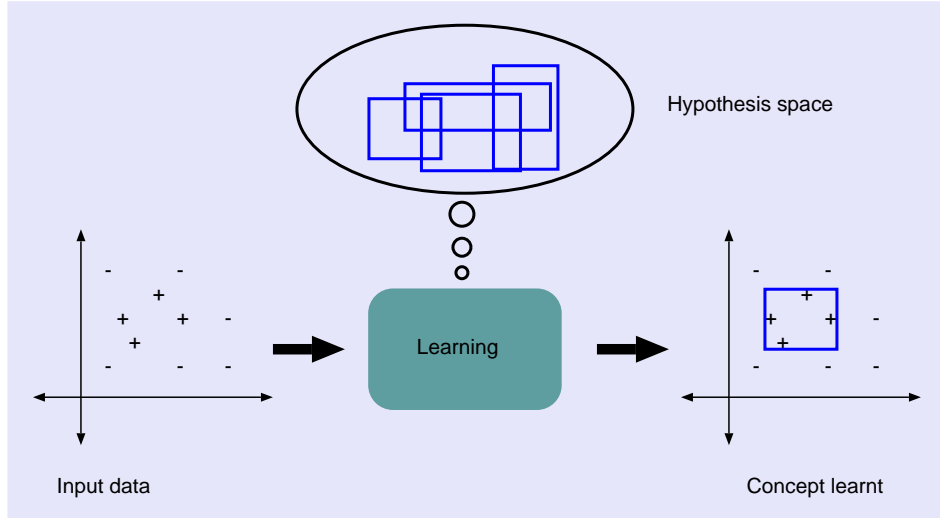 Hypothesis space
- -
+
+ + -
+
- - -
Learning
- -
+
+ + -
+
- - -
Input data
Concept learnt